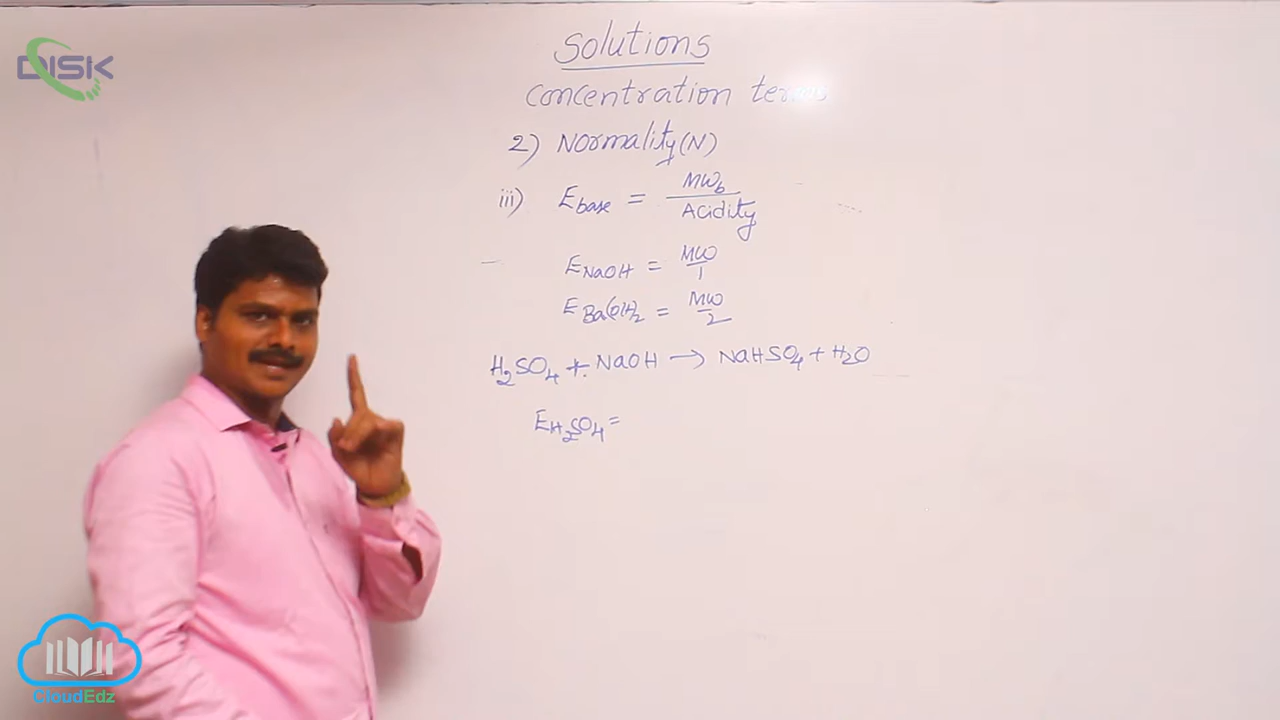 DISK
Solutions
Concentration terms
2) Normality(N)
iii) E base = MWb / Acidity
E NaOH = MW / 1
E Ba(OH)2 = MW / 2
H2SO4 + NaOH → NaHSO4 + H2O
E H2SO4 =
CloudEdz